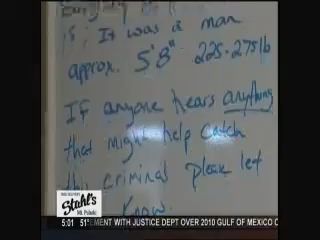 is; It was a man
approx. 5'8" 225-275lb
If anyone hears anything
that might help catch
this criminal please let
know.
Stahl's
Mt. Pulaski
5:01 51° EMENT WITH JUSTICE DEPT OVER 2010 GULF OF MEXICO